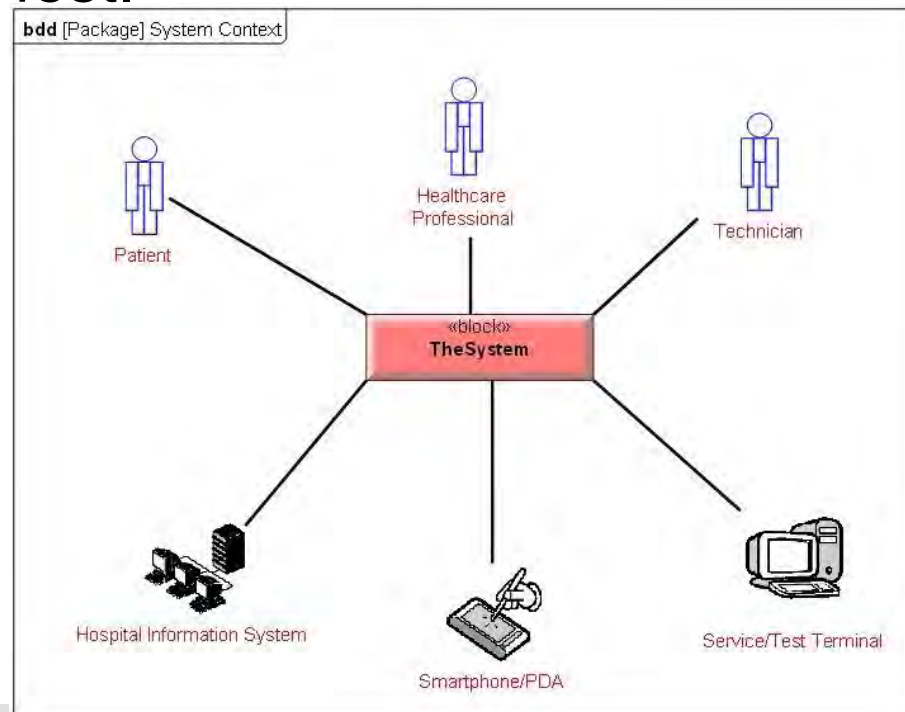 bdd [Package] System Context
Healthcare
Professional
Technician
Patient
«block»
TheSystem
Hospital Information System
Service/Test Terminal
Smartphone/PDA